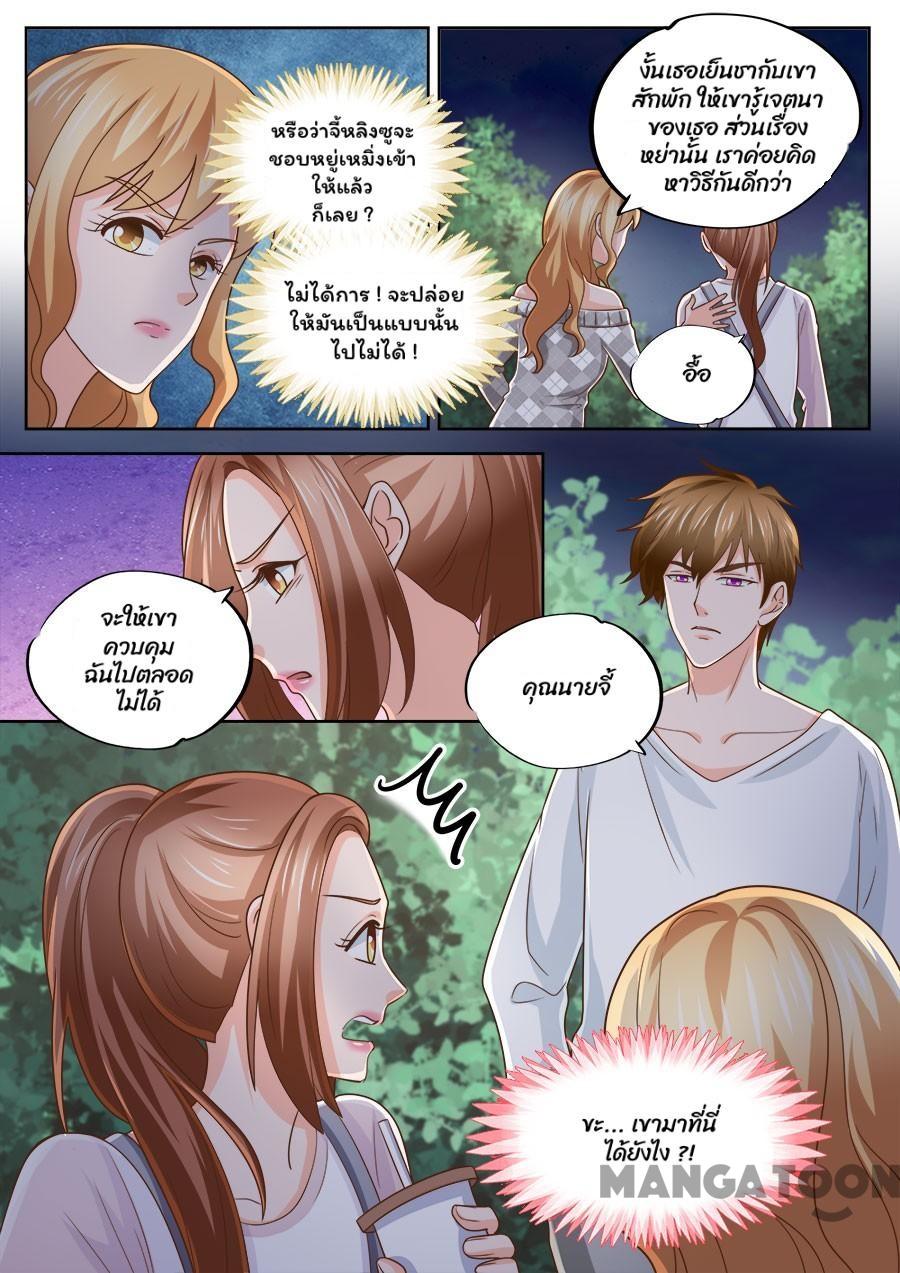 หรือว่าจี้หลิงซูจะ
ชอบหยู่เหมิ่งเข้า
ให้แล้ว
ก็เลย ?
ไม่ได้การ ! จะปล่อย
ให้มันเป็นแบบนั้น
ไปไม่ได้ !
งั้นเธอเย็นชากับเขา
สักพัก ให้เขารู้เจตนา
ของเธอ ส่วนเรื่อง
หย่านั้น เราค่อยคิด
หาวิธีกันดีกว่า
อื้อ
จะให้เขา
ควบคุม
ฉันไปตลอด
ไม่ได้
คุณนายจี้
ขะ... เขามาที่นี่
ได้ยังไง ?!
MANGATOON